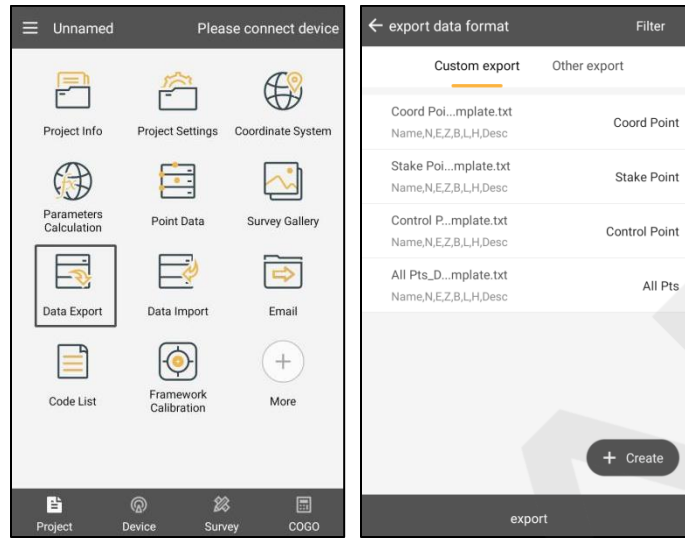 Unnamed Please connect device
Project Info Project Settings Coordinate System
Parameters
Calculation Point Data Survey Gallery
Data Export Data Import Email
Code List Framework
Calibration More
Project Device Survey COGO
export data format Filter
Custom export Other export
Coord Poi...mplate.txt
Name,N,E,Z,B,L,H,Desc Coord Point
Stake Poi...mplate.txt
Name,N,E,Z,B,L,H,Desc Stake Point
Control P...mplate.txt
Name,N,E,Z,B,L,H,Desc Control Point
All Pts_D...mplate.txt
Name,N,E,Z,B,L,H,Desc All Pts
+ Create
export